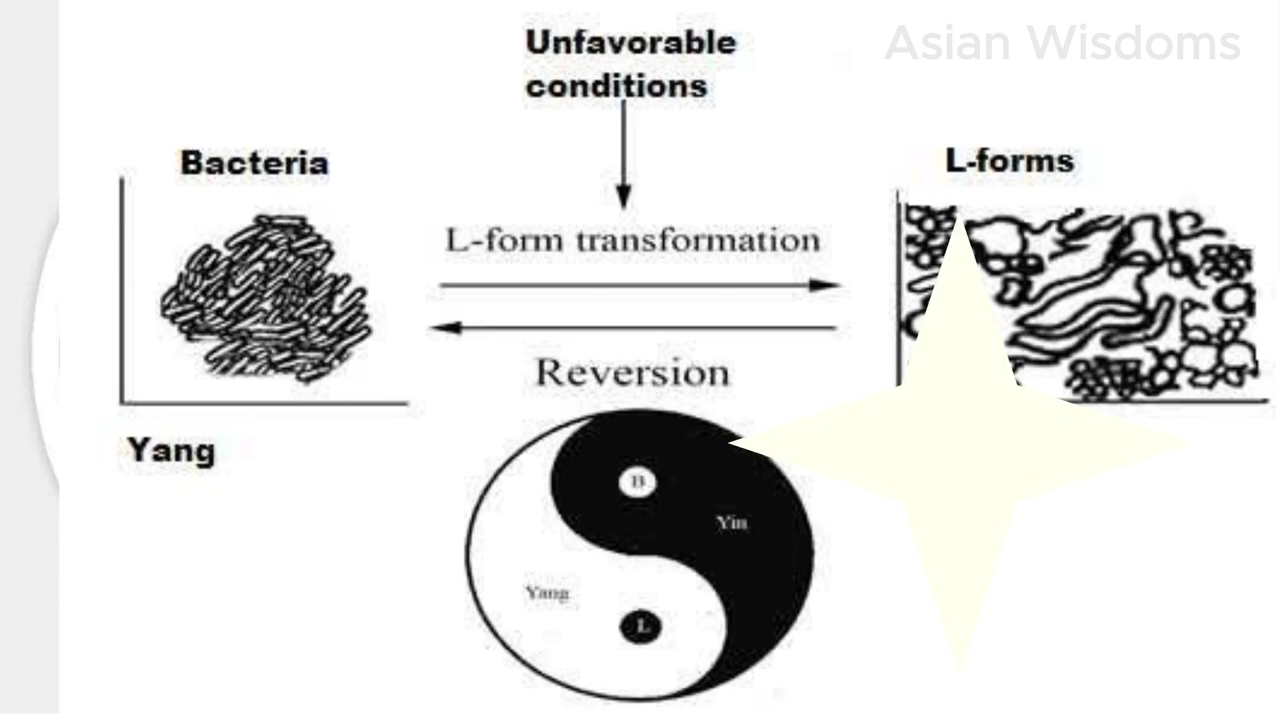 Asian Wisdoms
Unfavorable
conditions
Bacteria
L-forms
L-form transformation
Reversion
Yang
B
Yin
Yang
L